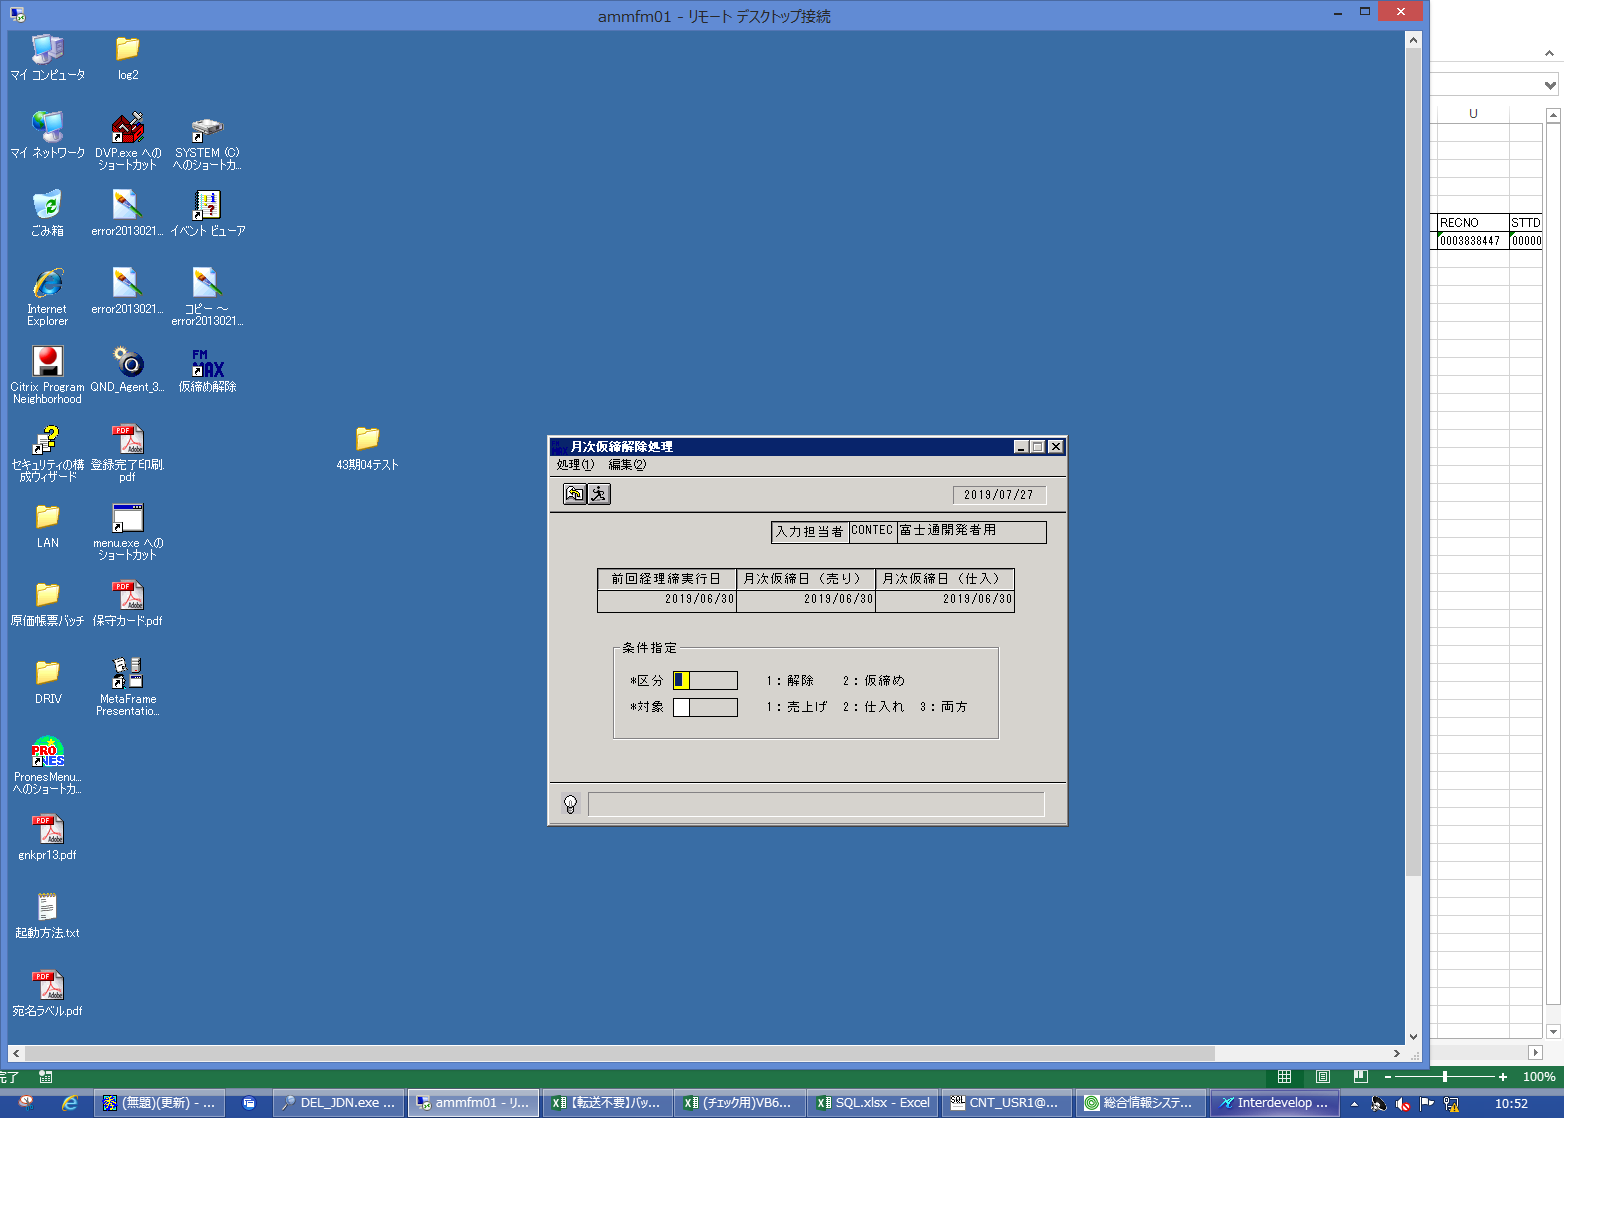 ammfm01 - リモート デスクトップ接続
マイ コンピュータ
log2
マイ ネットワーク
DVP.exe への
ショートカット
SYSTEM (C)
へのショートカ...
ごみ箱
error2013021...
イベント ビューア
Internet
Explorer
error2013021...
コピー ～
error2013021...
Citrix Program
Neighborhood
QND_Agent_3...
FM
MAX
仮締め解除
セキュリティの構
成ウィザード
登録完了印刷.
pdf
43期04テスト
LAN
menu.exe への
ショートカット
原価帳票バッチ
保守カード.pdf
DRIV
MetaFrame
Presentatio...
PronesMenu...
へのショートカ...
gnkpr13.pdf
起動方法.txt
宛名ラベル.pdf
月次仮締解除処理
処理(1) 編集(2)
2019/07/27
入力担当者 CONTEC 富士通開発者用
前回経理締実行日 月次仮締日（売り） 月次仮締日（仕入）
2019/06/30 2019/06/30 2019/06/30
条件指定
*区分 1：解除 2：仮締め
*対象 1：売上げ 2：仕入れ 3：両方
U
RECNO STTD
0003838447 00000
完了
100%
(無題)(更新) - ...
DEL_JDN.exe ...
ammfm01 - リ...
【転送不要】バッ...
(チェック用)VB6...
SQL.xlsx - Excel
CNT_USR1@...
総合情報システ...
Interdevelop ...
10:52